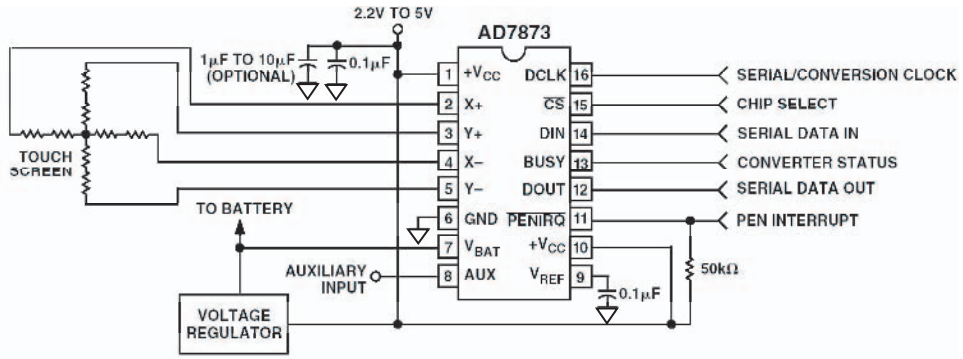 2.2V TO 5V
AD7873
1μF TO 10μF
(OPTIONAL)
0.1μF
1 +VCC DCLK 16 SERIAL/CONVERSION CLOCK
2 X+ CS 15 CHIP SELECT
3 Y+ DIN 14 SERIAL DATA IN
TOUCH
SCREEN
4 X– BUSY 13 CONVERTER STATUS
5 Y– DOUT 12 SERIAL DATA OUT
TO BATTERY
6 GND PENIRQ 11 PEN INTERRUPT
7 VBAT +VCC 10
50kΩ
AUXILIARY
INPUT
8 AUX VREF 9
0.1μF
VOLTAGE
REGULATOR